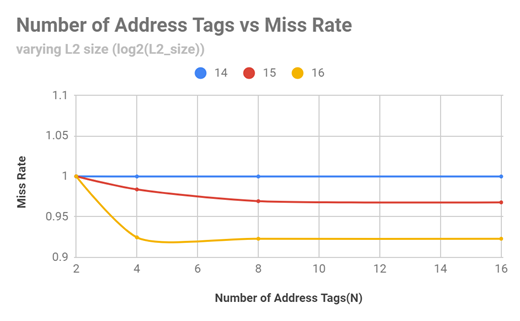 Number of Address Tags vs Miss Rate
varying L2 size (log2(L2_size))
14 15 16
1.1
1.05
1
0.95
0.9
Miss Rate
2 4 6 8 10 12 14 16
Number of Address Tags(N)